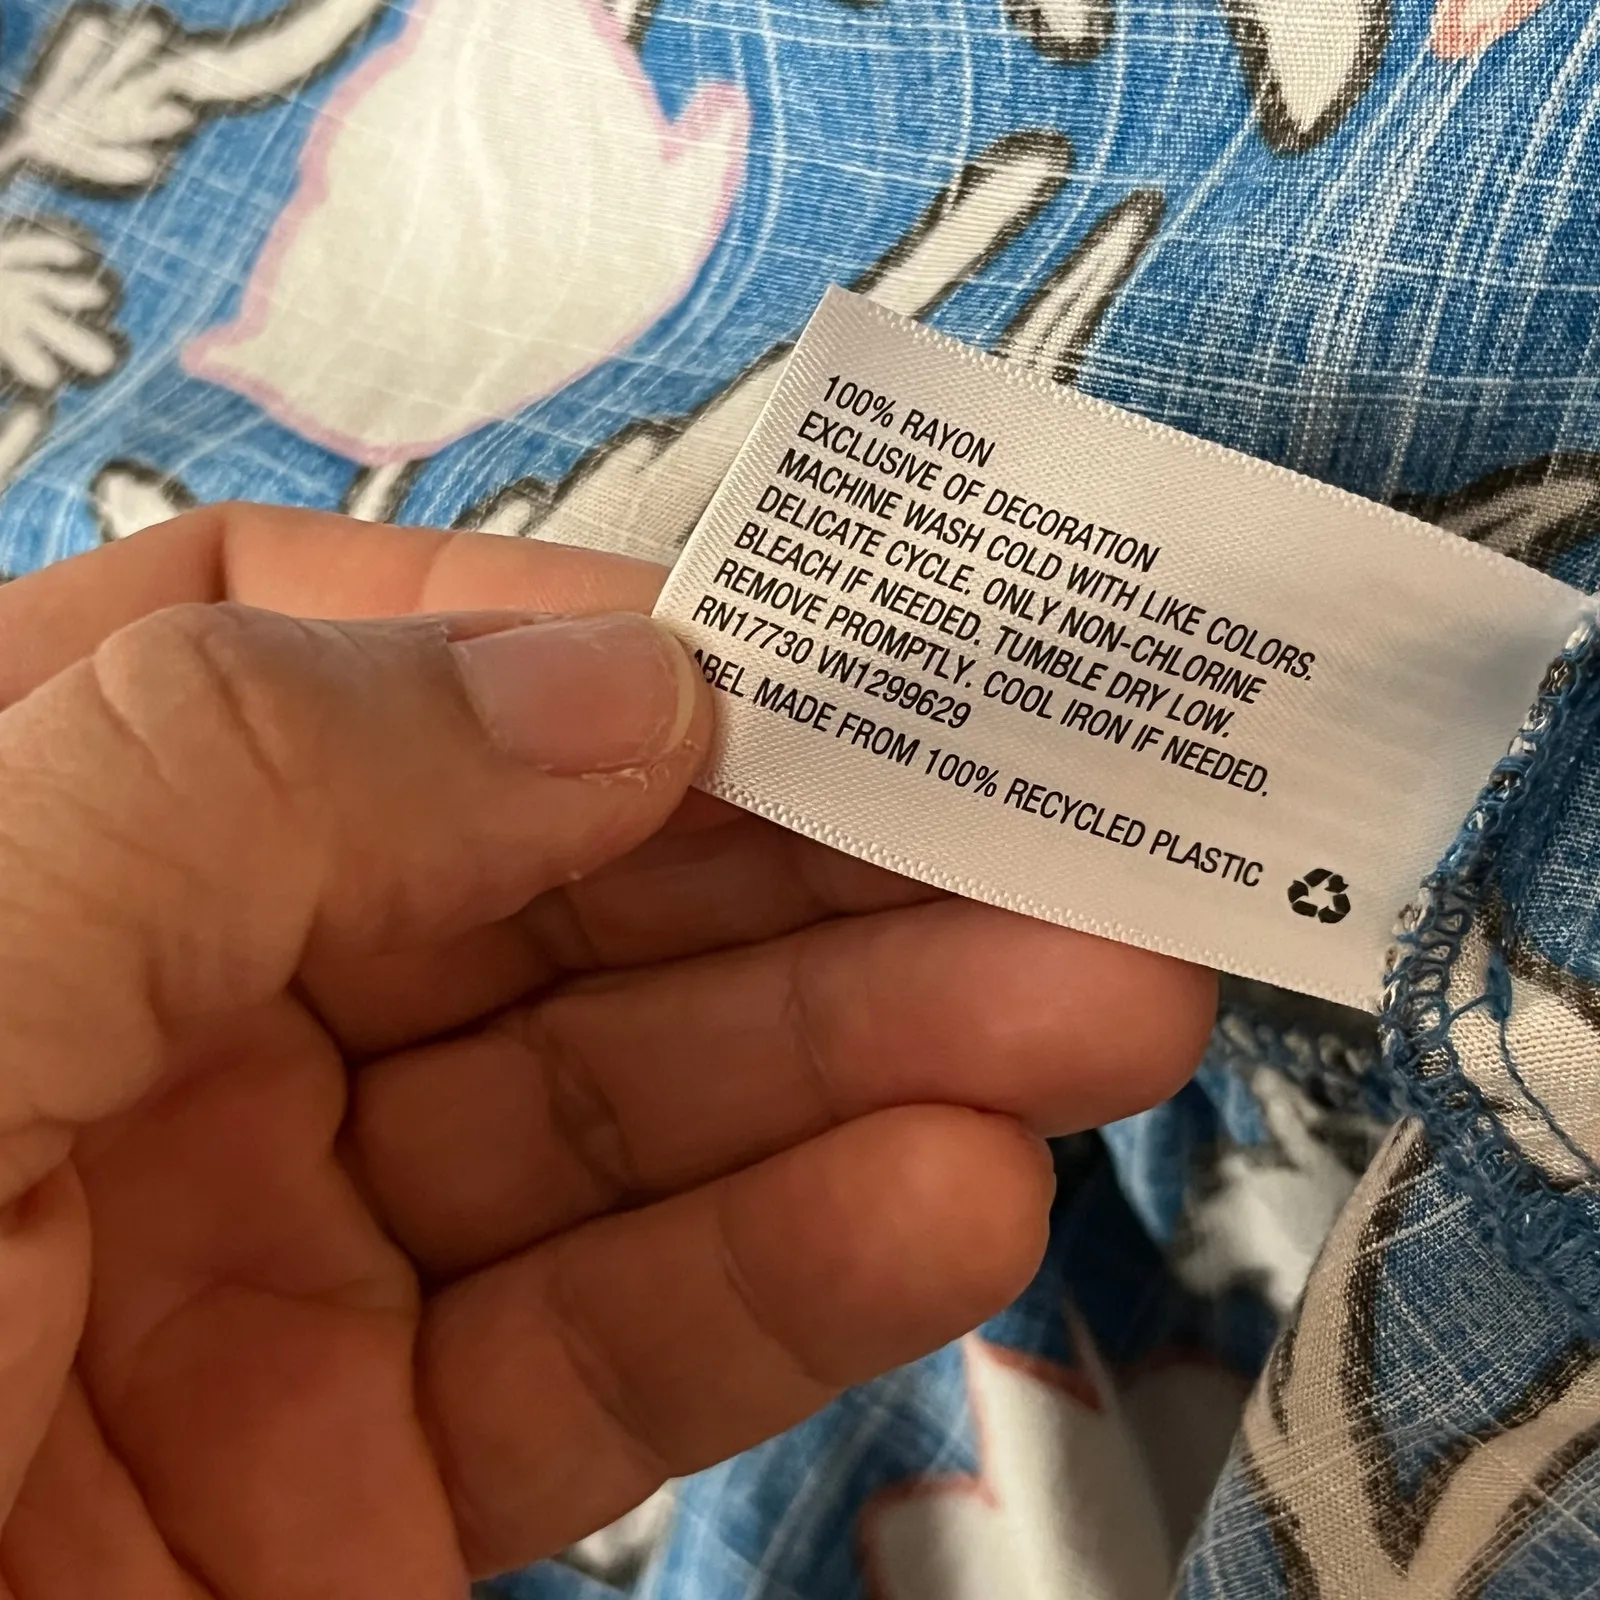 100% RAYON
EXCLUSIVE OF DECORATION
MACHINE WASH COLD WITH LIKE COLORS.
DELICATE CYCLE. ONLY NON-CHLORINE
BLEACH IF NEEDED. TUMBLE DRY LOW.
REMOVE PROMPTLY. COOL IRON IF NEEDED.
RN17730 VN1299629
ABEL MADE FROM 100% RECYCLED PLASTIC